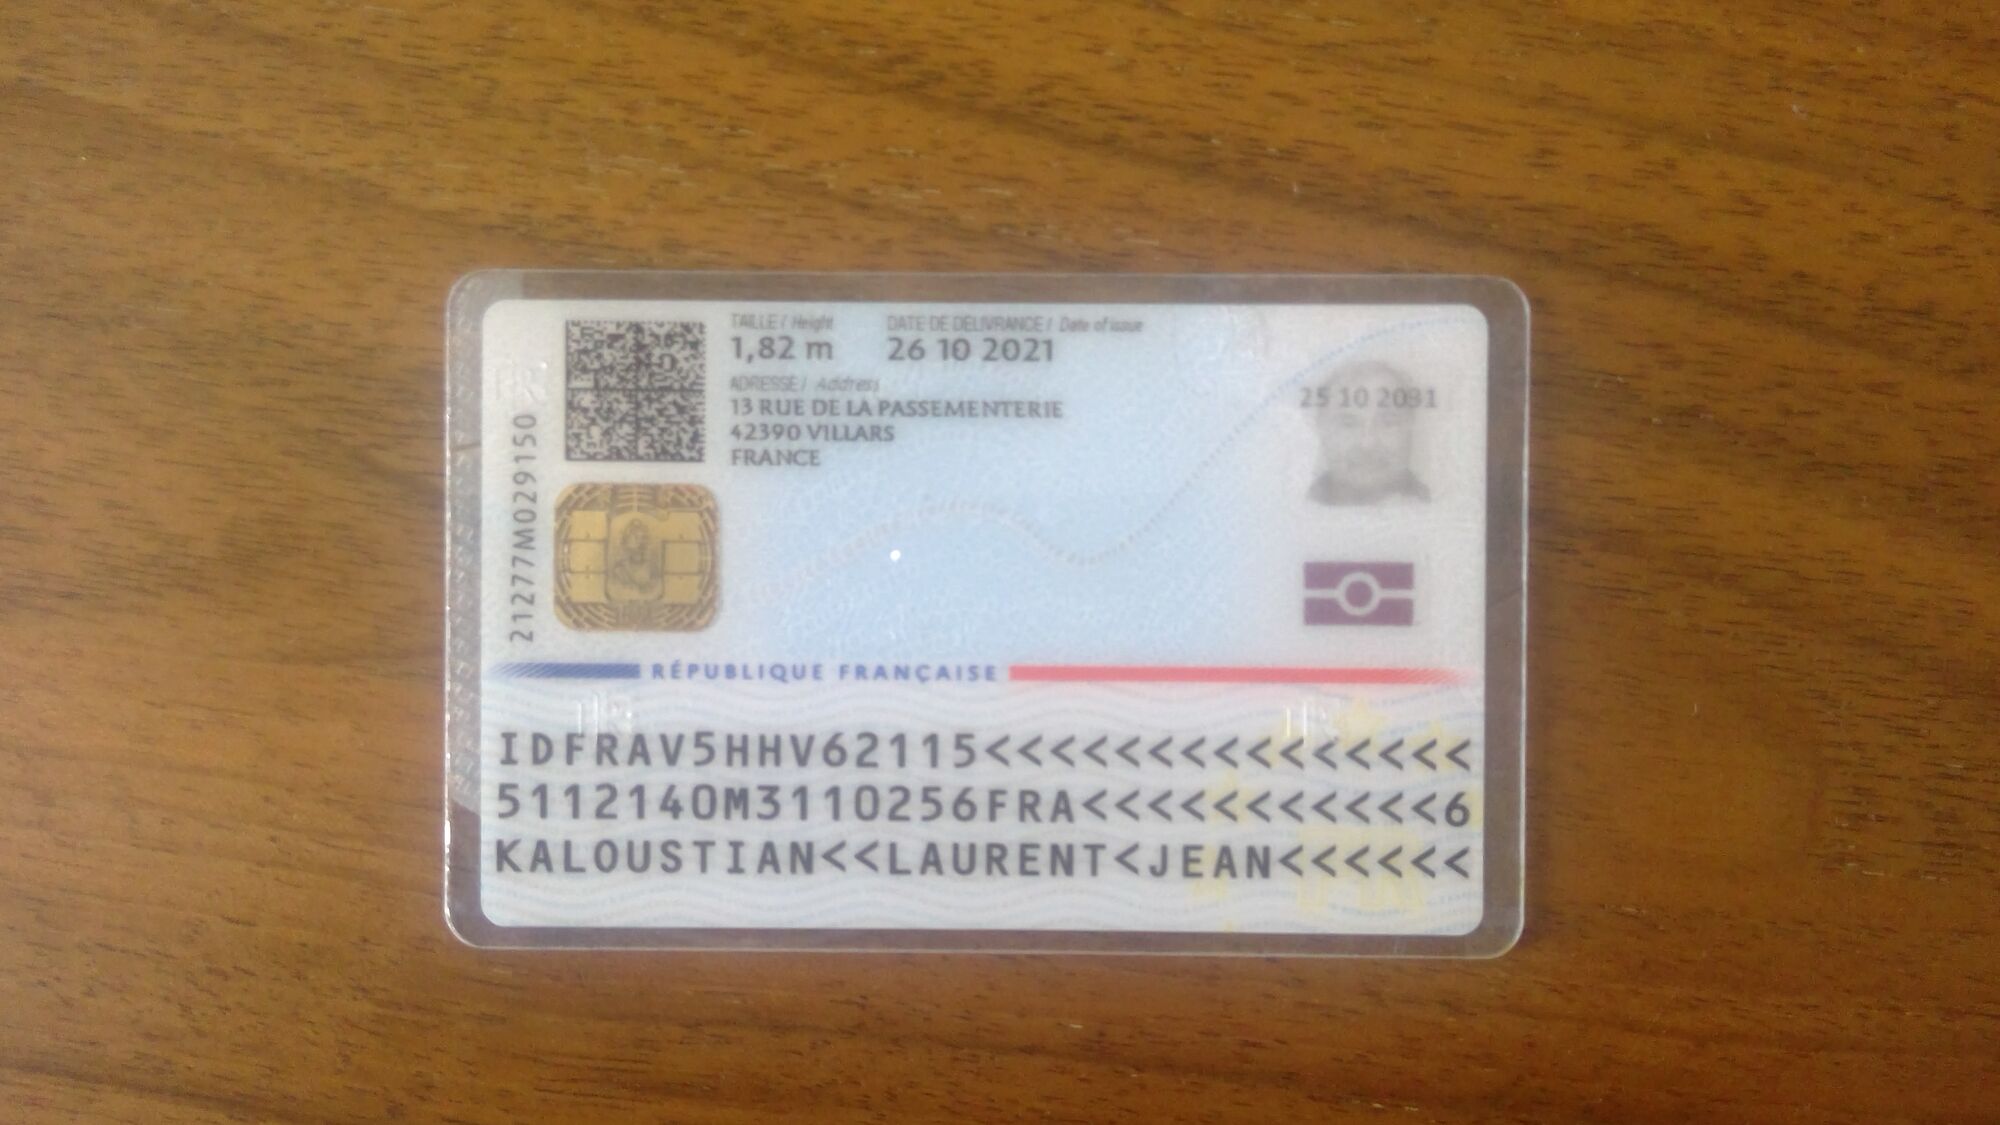 TAILLE / Height
1,82 m
DATE DE DÉLIVRANCE / Date of issue
26 10 2021
ADRESSE / Address
13 RUE DE LA PASSEMENTERIE
42390 VILLARS
FRANCE
25 10 2031
21277M029150
RÉPUBLIQUE FRANÇAISE
IDFRAV5HHV62115<<<<<<<<<<<<<<<
5112140M3110256FRA<<<<<<<<<<<6
KALOUSTIAN<<LAURENT<JEAN<<<<<<